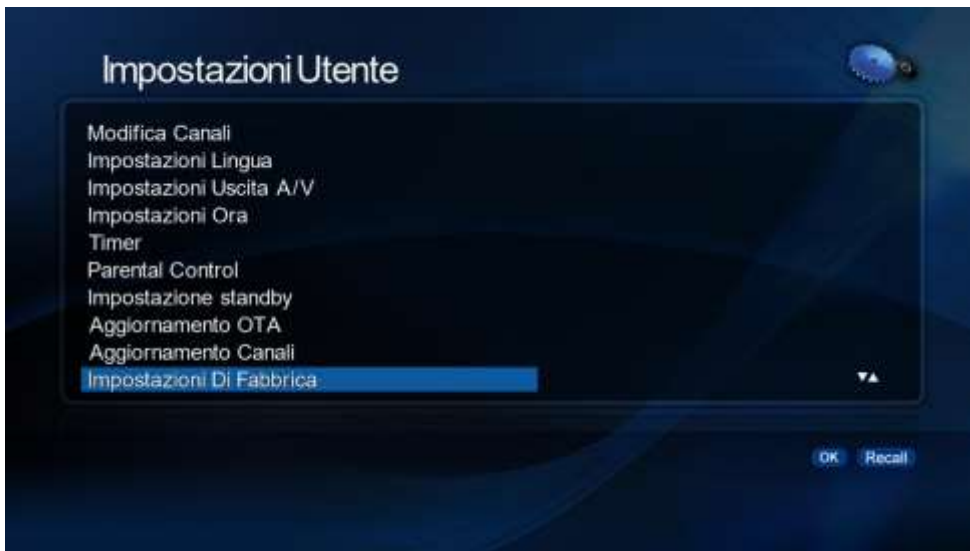 Impostazioni Utente
Modifica Canali
Impostazioni Lingua
Impostazioni Uscita A/V
Impostazioni Ora
Timer
Parental Control
Impostazione standby
Aggiornamento OTA
Aggiornamento Canali
Impostazioni Di Fabbrica
OK Recall